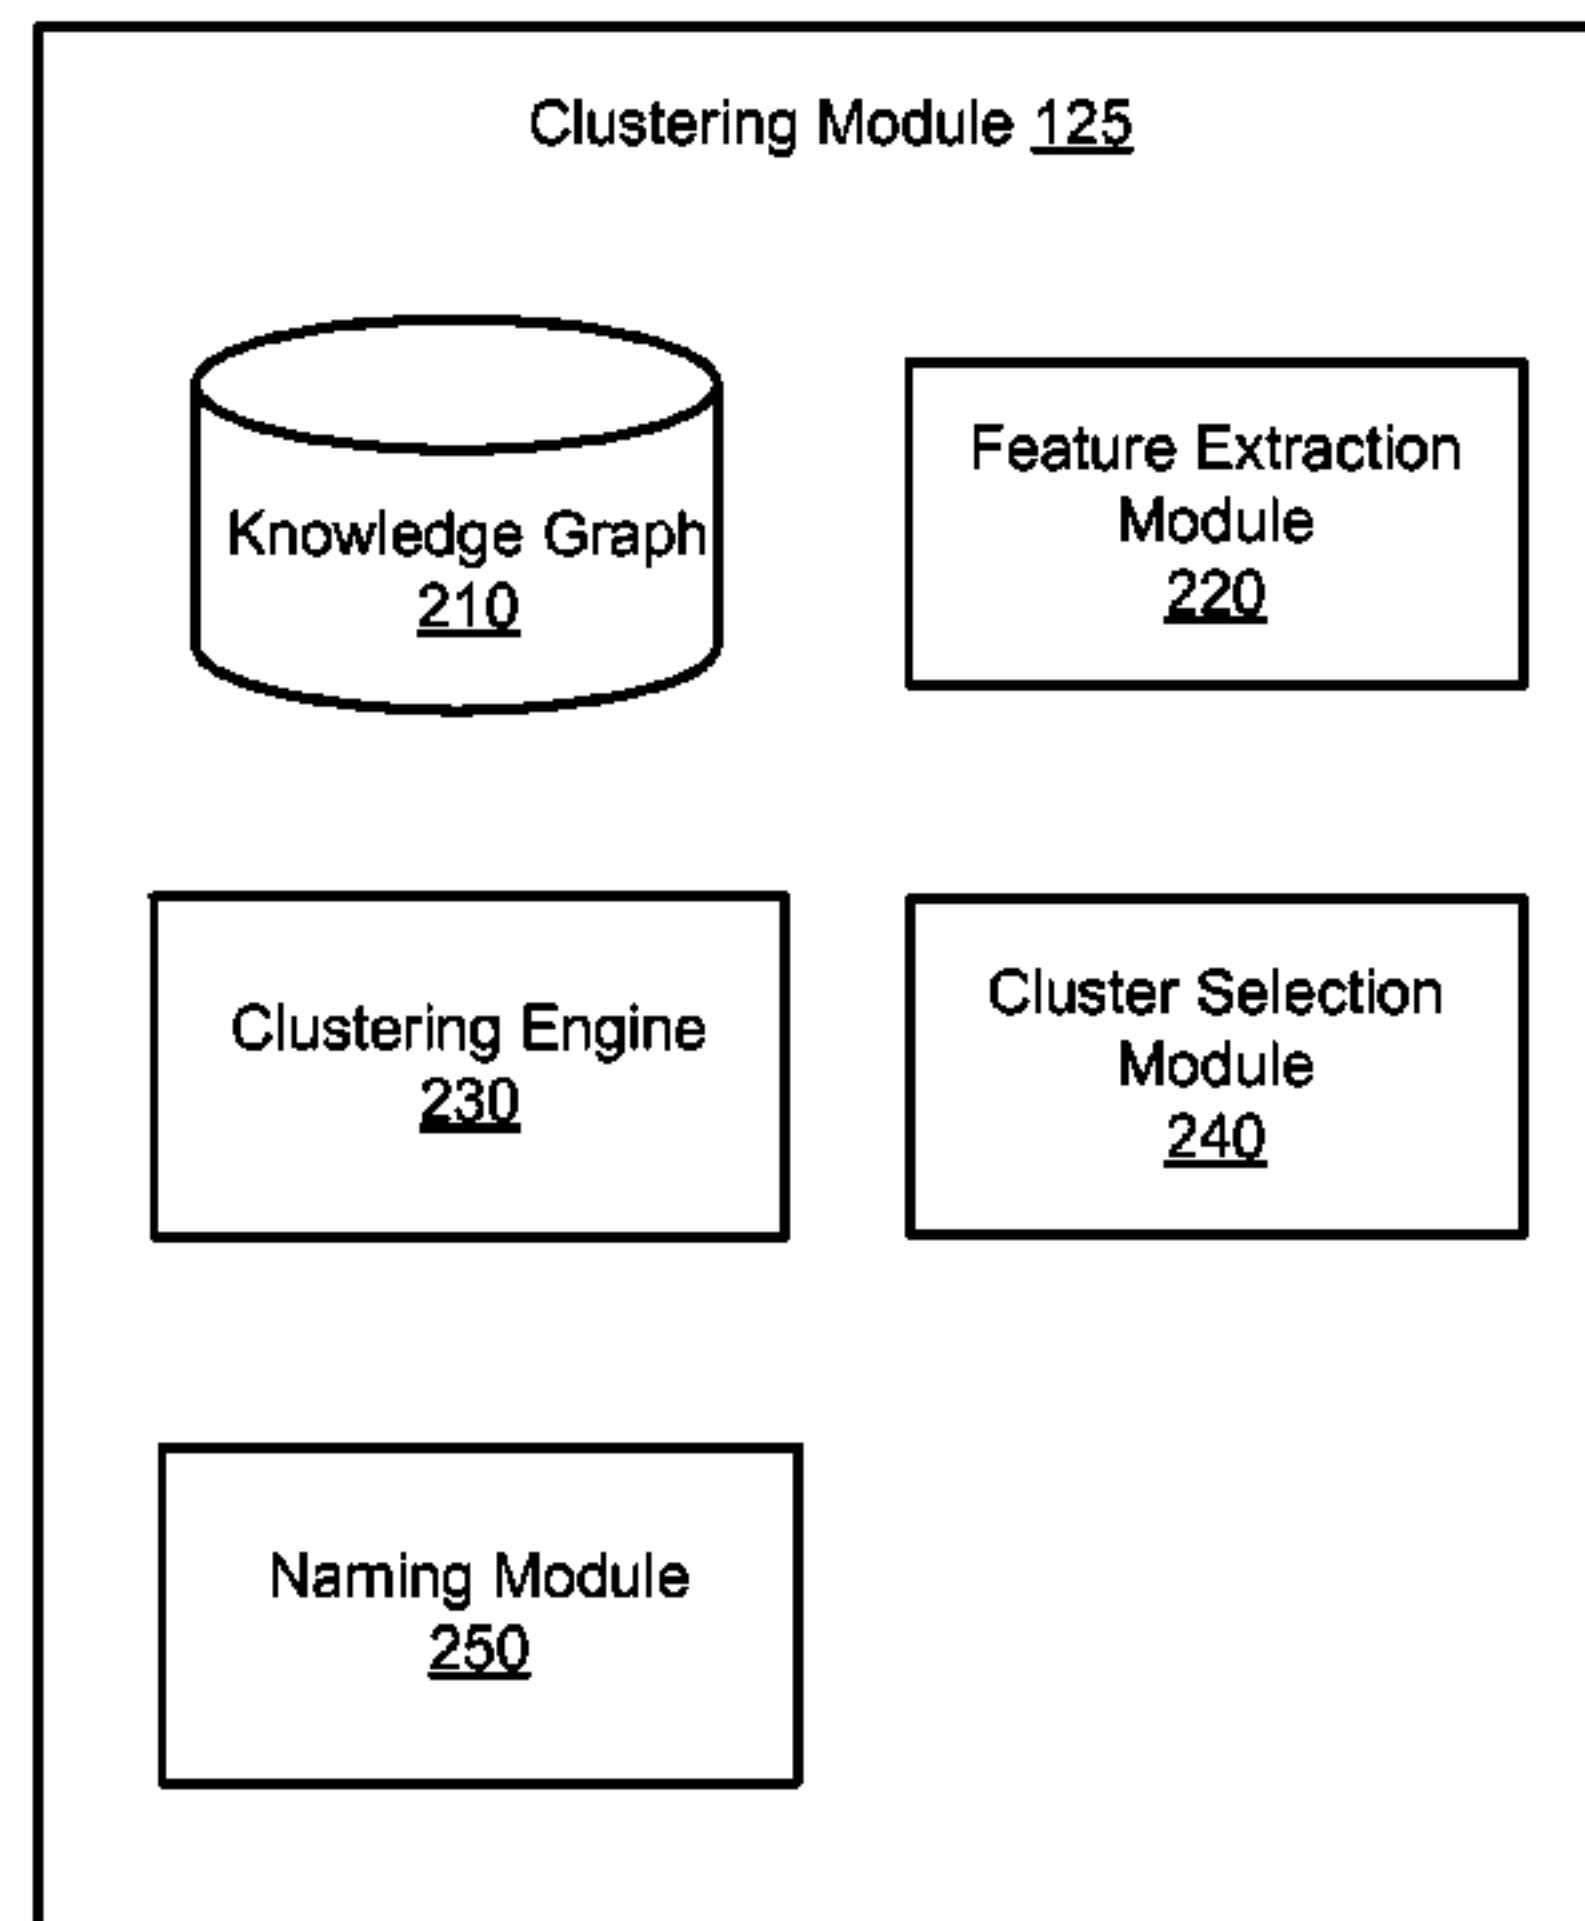 Clustering Module 125
Knowledge Graph
210
Feature Extraction
Module
220
Clustering Engine
230
Cluster Selection
Module
240
Naming Module
250